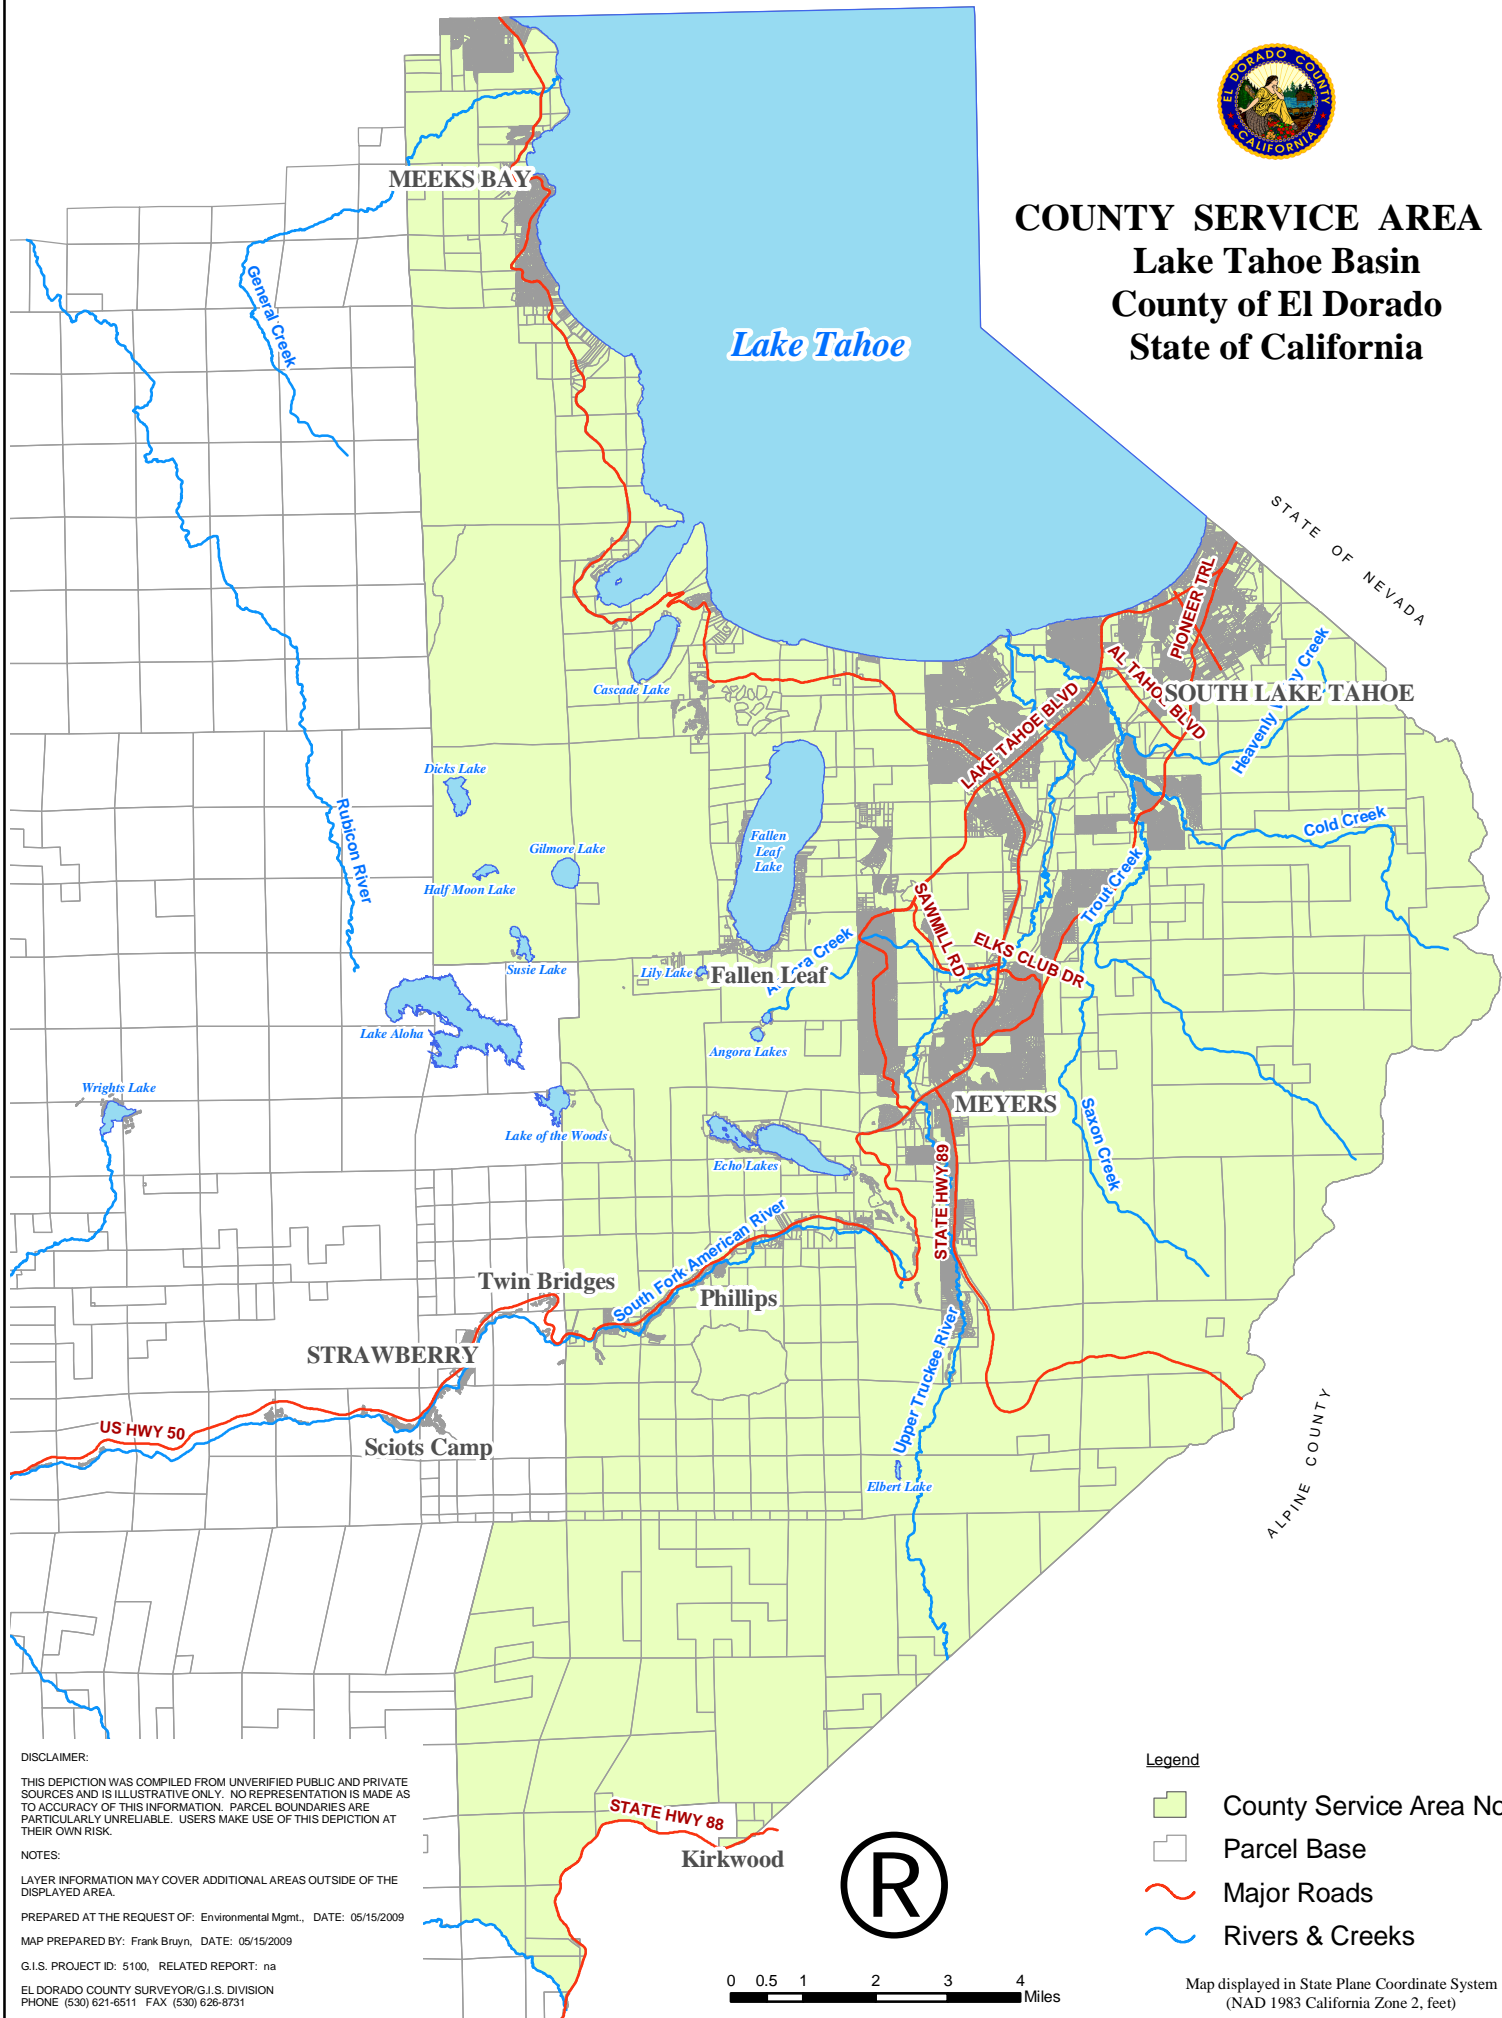 EL DORADO COUNTY
CALIFORNIA
COUNTY SERVICE AREA
Lake Tahoe Basin
County of El Dorado
State of California
MEEKS BAY
General Creek
Lake Tahoe
STATE OF NEVADA
PIONEER TRL
AL TAHOE BLVD
SOUTH LAKE TAHOE
Heavenly
y Creek
Cascade Lake
LAKE TAHOE BLVD
Dicks Lake
Rubicon River
Fallen
Leaf
Lake
Gilmore Lake
Half Moon Lake
Cold Creek
Trout Creek
SAWMILL RD
ELKS CLUB DR
Susie Lake
Lily Lake
Fallen Leaf
Creek
Lake Aloha
Angora Lakes
Wrights Lake
MEYERS
Lake of the Woods
Echo Lakes
Saxon Creek
STATE HWY 89
South Fork American River
Twin Bridges
Phillips
STRAWBERRY
Upper Truckee River
US HWY 50
Sciots Camp
Elbert Lake
ALPINE COUNTY
STATE HWY 88
Kirkwood
DISCLAIMER:
THIS DEPICTION WAS COMPILED FROM UNVERIFIED PUBLIC AND PRIVATE
SOURCES AND IS ILLUSTRATIVE ONLY. NO REPRESENTATION IS MADE AS
TO ACCURACY OF THIS INFORMATION. PARCEL BOUNDARIES ARE
PARTICULARLY UNRELIABLE. USERS MAKE USE OF THIS DEPICTION AT
THEIR OWN RISK.
NOTES:
LAYER INFORMATION MAY COVER ADDITIONAL AREAS OUTSIDE OF THE
DISPLAYED AREA.
PREPARED AT THE REQUEST OF: Environmental Mgmt., DATE: 05/15/2009
MAP PREPARED BY: Frank Bruyn, DATE: 05/15/2009
G.I.S. PROJECT ID: 5100, RELATED REPORT: na
EL DORADO COUNTY SURVEYOR/G.I.S. DIVISION
PHONE (530) 621-6511 FAX (530) 626-8731
®
0 0.5 1 2 3 4
Miles
Legend
County Service Area No
Parcel Base
Major Roads
Rivers & Creeks
Map displayed in State Plane Coordinate System
(NAD 1983 California Zone 2, feet)